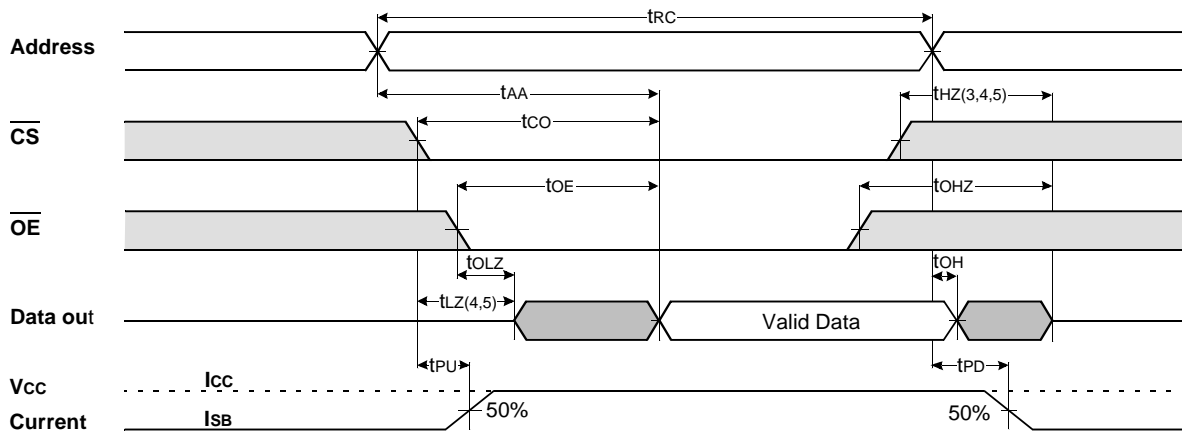 tRC
Address
tAA
tHZ(3,4,5)
CS
tCO
tOE
tOHZ
OE
tOLZ
tOH
tLZ(4,5)
Data out
Valid Data
tPU
tPD
VCC
ICC
50%
50%
Current
ISB